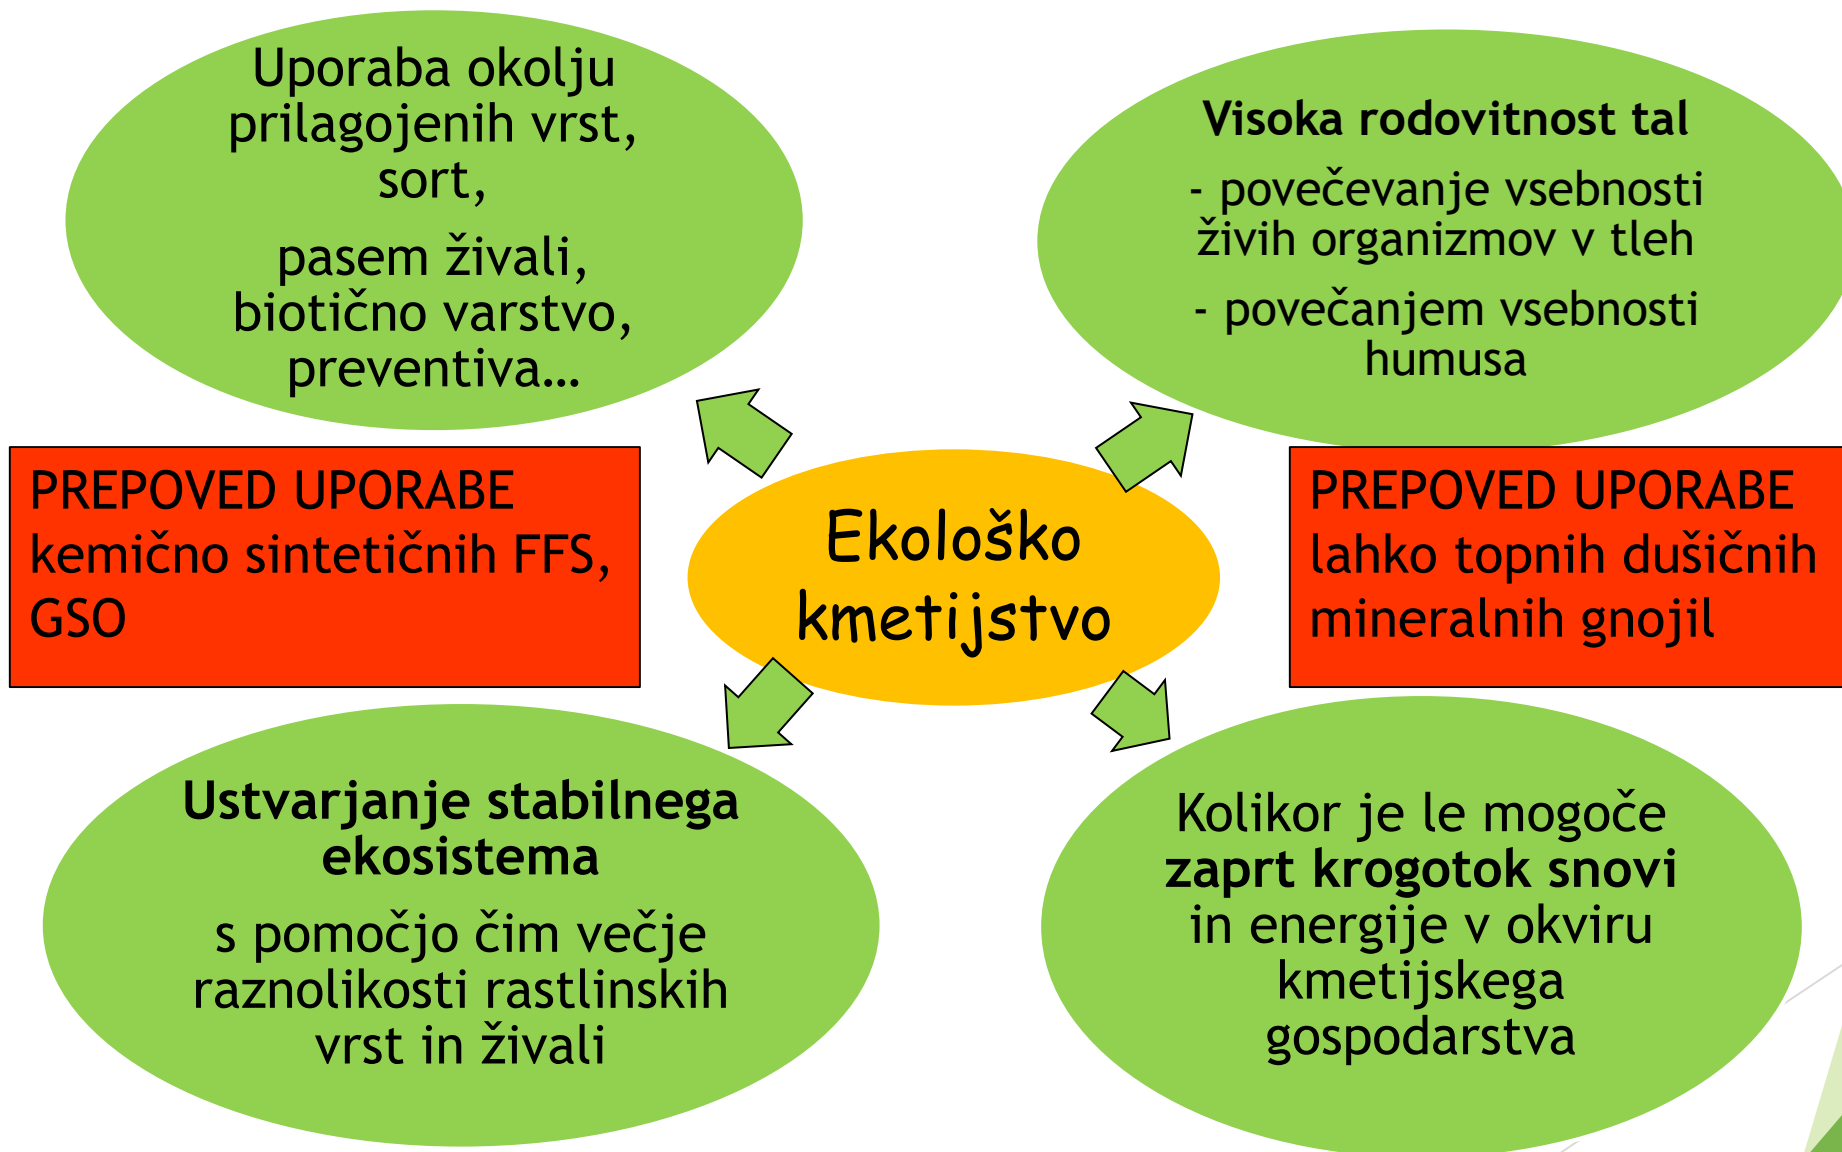 Uporaba okolju
prilagojenih vrst,
sort,
pasem živali,
biotično varstvo,
preventiva…
Visoka rodovitnost tal
- povečevanje vsebnosti
živih organizmov v tleh
- povečanjem vsebnosti
humusa
PREPOVED UPORABE
kemično sintetičnih FFS,
GSO
Ekološko
kmetijstvo
PREPOVED UPORABE
lahko topnih dušičnih
mineralnih gnojil
Ustvarjanje stabilnega
ekosistema
s pomočjo čim večje
raznolikosti rastlinskih
vrst in živali
Kolikor je le mogoče
zaprt krogotok snovi
in energije v okviru
kmetijskega
gospodarstva